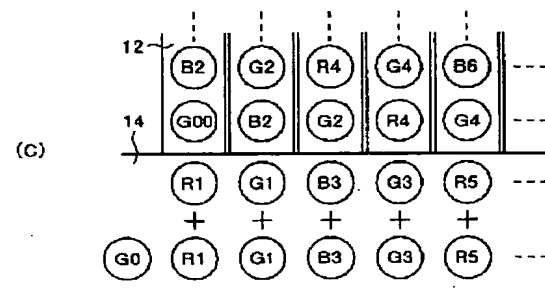 12
B2 G2 R4 G4 B6
G00 B2 G2 R4 G4
14
(C)
R1 G1 B3 G3 R5
+ + + + +
G0 R1 G1 B3 G3 R5